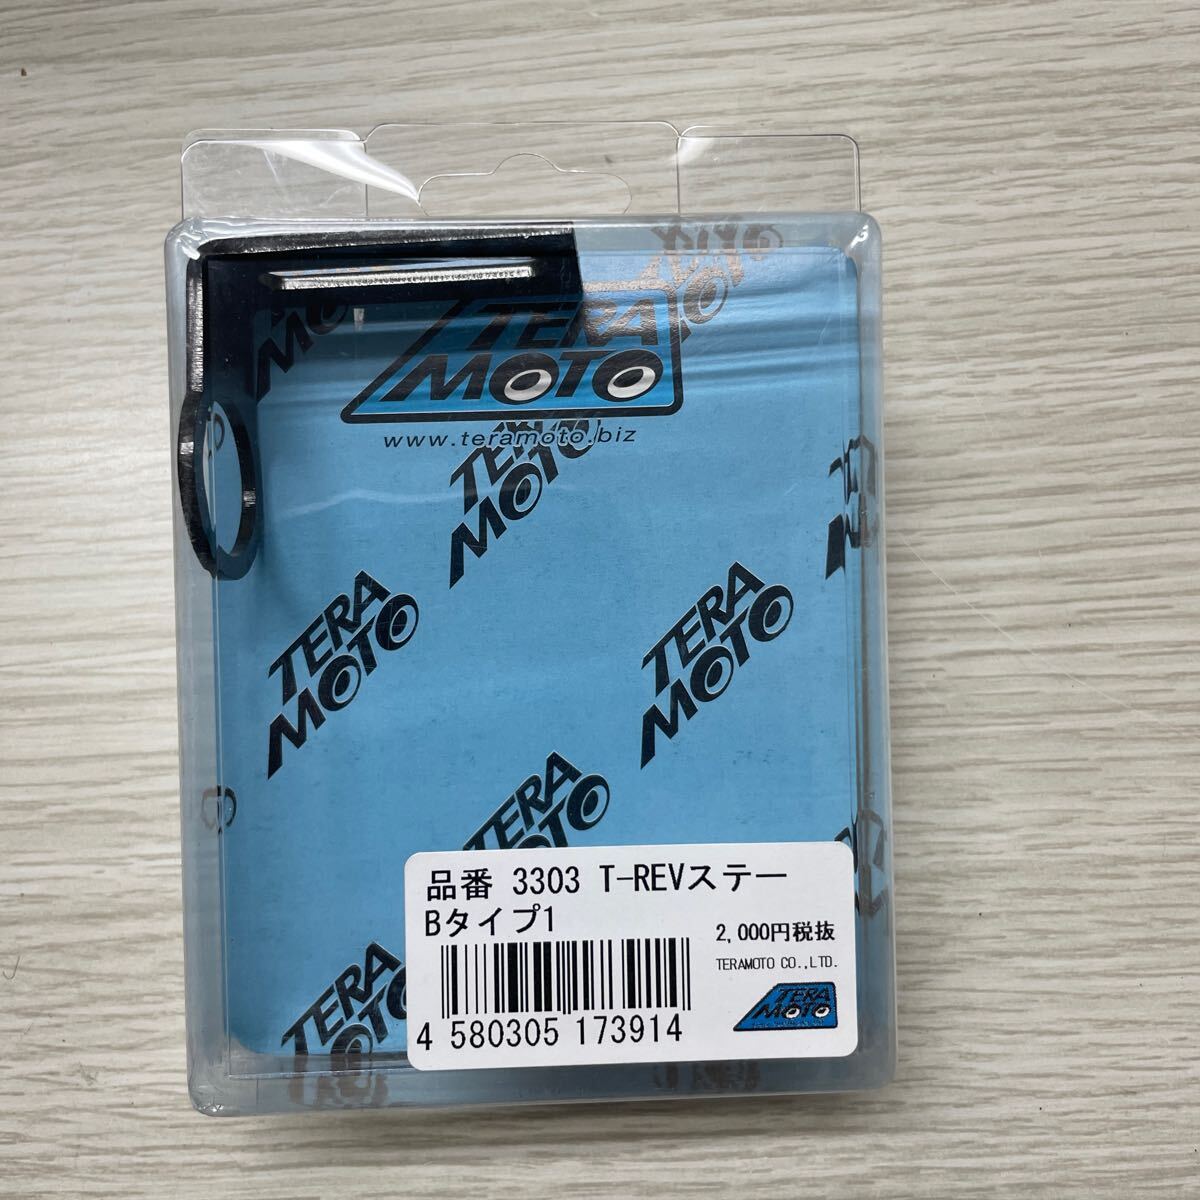 TERA
MOTO
www.teramoto.biz
TERA
MOTO
TERA
MOTO
TERA
MOTO
TERA
MOTO
TERA
品番 3303 T-REVステー
Bタイプ1
2,000円税抜
TERAMOTO CO.,LTD.
TERA
MOTO
4 580305 173914